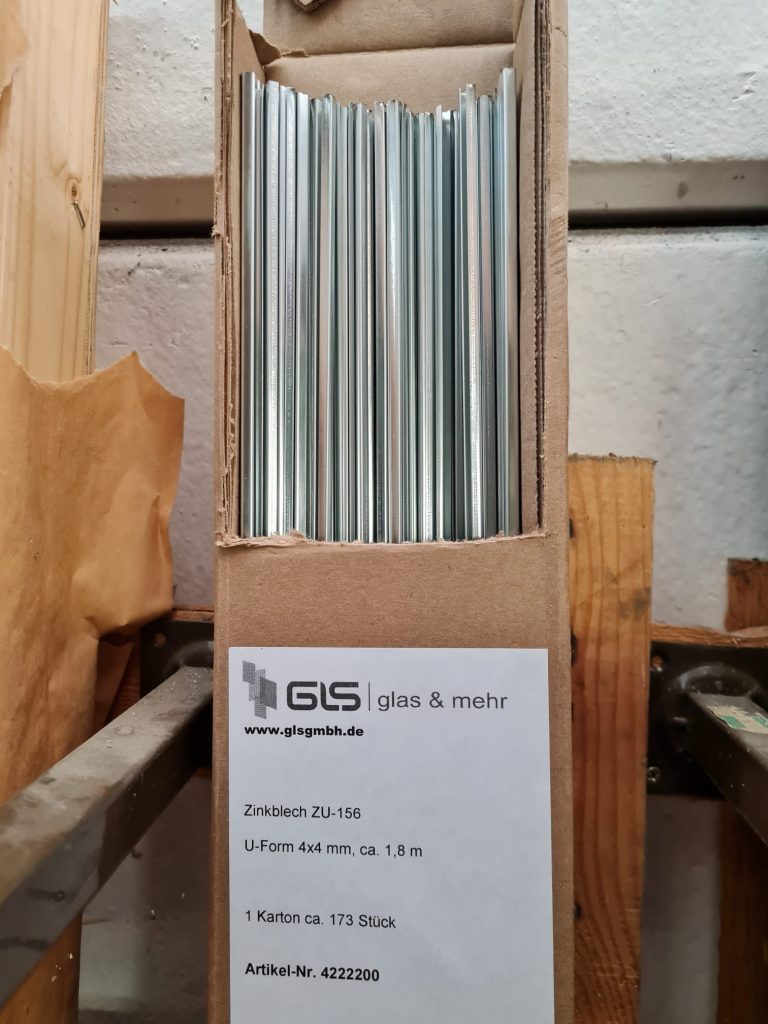 GLS glas & mehr
www.glsgmbh.de
Zinkblech ZU-156
U-Form 4x4 mm, ca. 1,8 m
1 Karton ca. 173 Stück
Artikel-Nr. 4222200